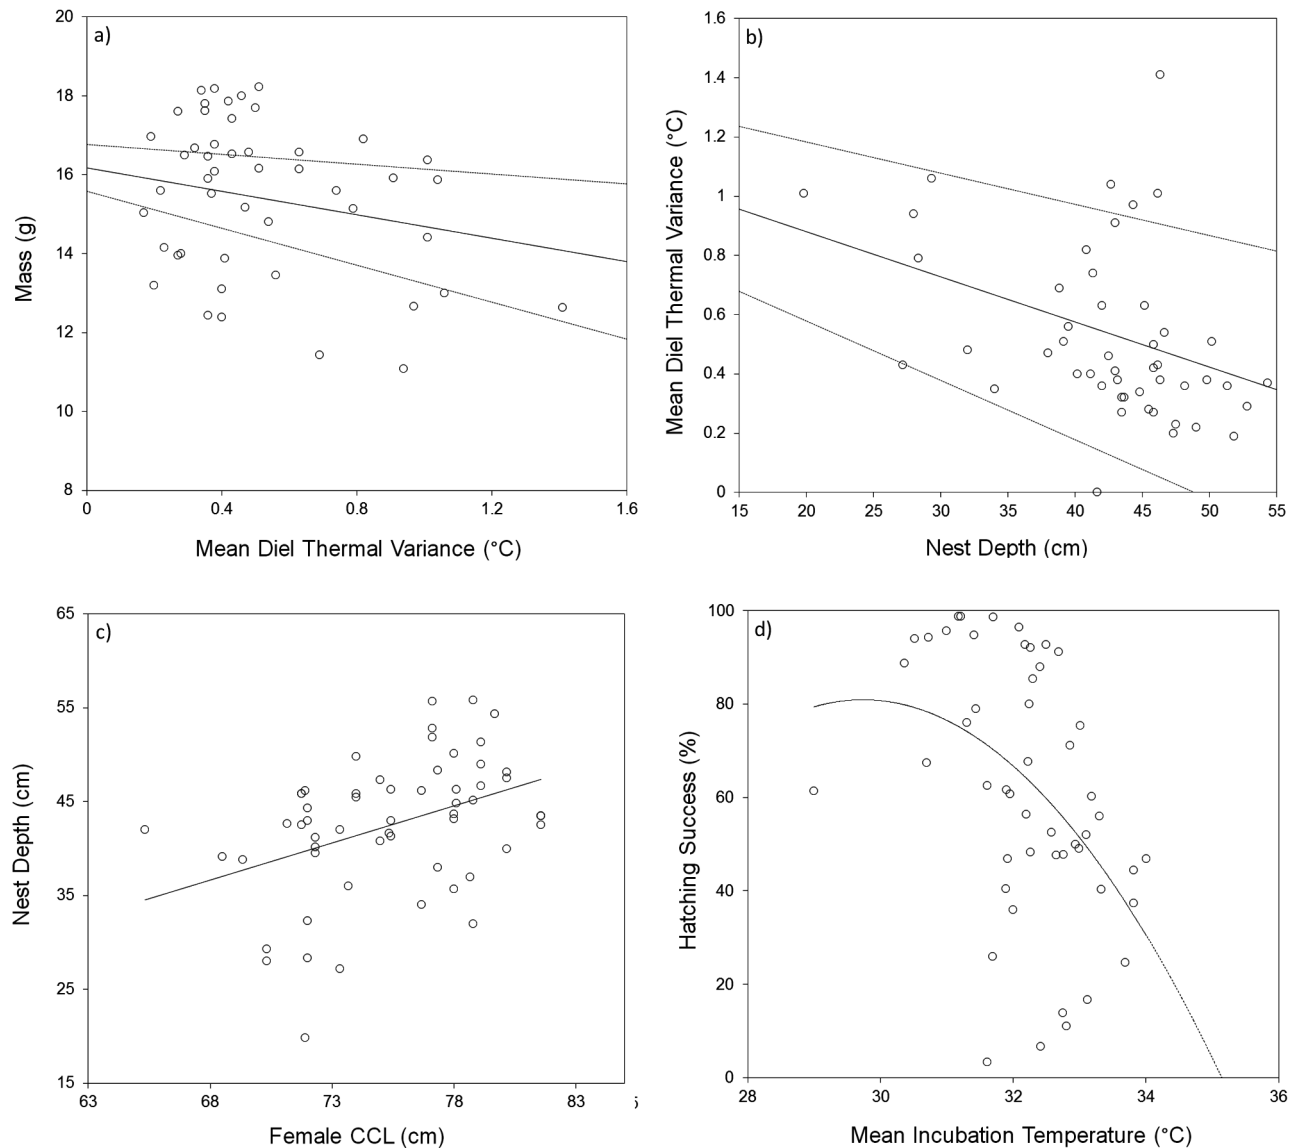 a)
20
18
16
14
12
10
8
Mass (g)
0 0.4 0.8 1.2 1.6
Mean Diel Thermal Variance (°C)
b)
1.6
1.4
1.2
1
0.8
0.6
0.4
0.2
0
Mean Diel Thermal Variance (°C)
15 20 25 30 35 40 45 50 55
Nest Depth (cm)
c)
65
55
45
35
25
15
Nest Depth (cm)
63 68 73 78 83
Female CCL (cm)
d)
100
80
60
40
20
0
Hatching Success (%)
28 30 32 34 36
Mean Incubation Temperature (°C)